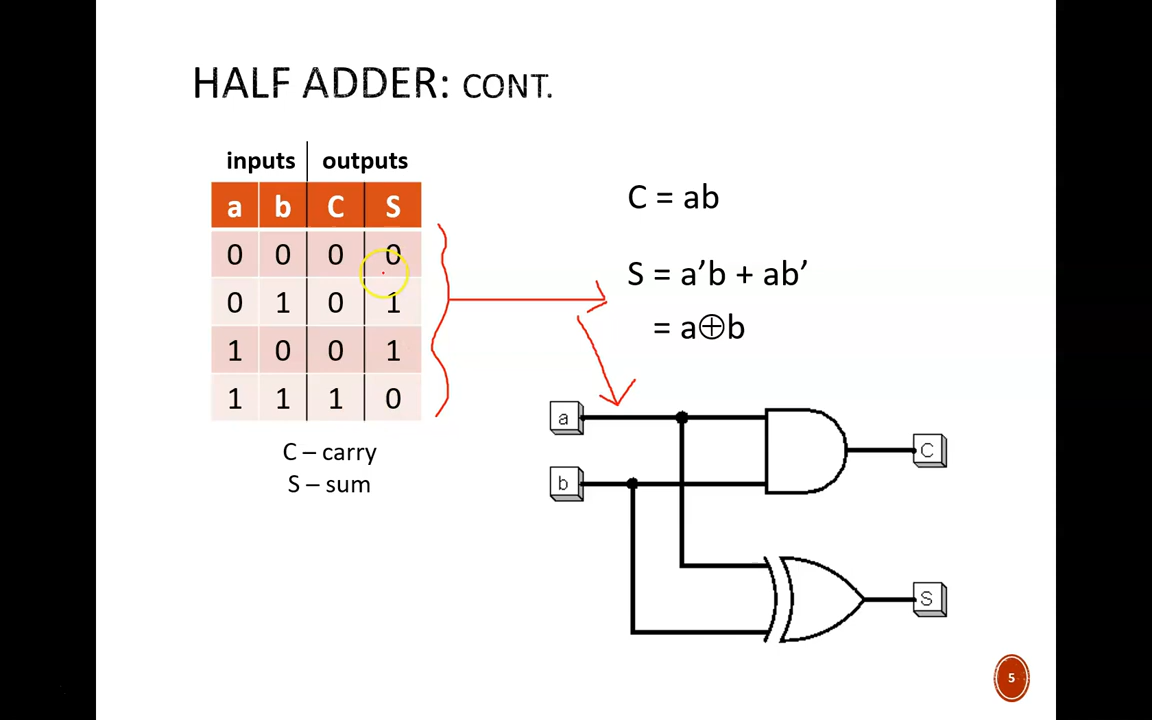 HALF ADDER: CONT.
inputs outputs
a b C S
0 0 0 0
0 1 0 1
1 0 0 1
1 1 1 0
C – carry
S – sum
C = ab
S = a’b + ab’
= a⊕b
a
b
C
S
5